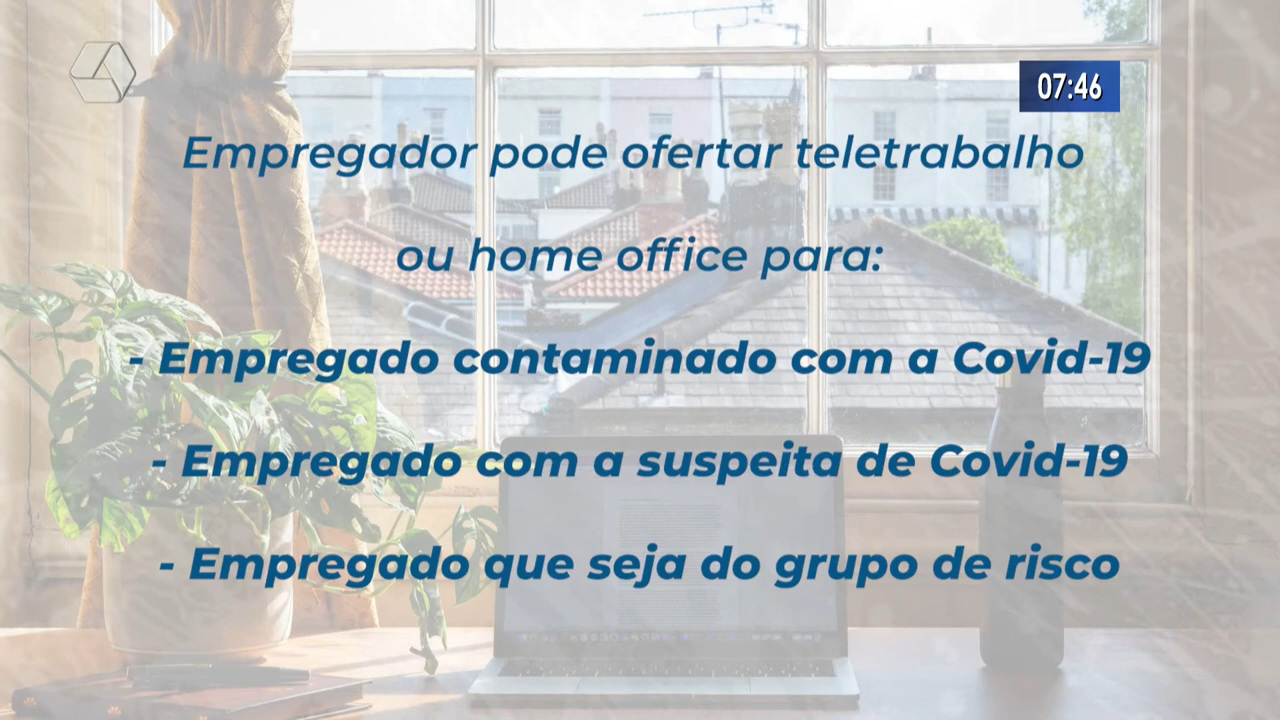 07:46
Empregador pode ofertar teletrabalho
ou home office para:
- Empregado contaminado com a Covid-19
- Empregado com a suspeita de Covid-19
- Empregado que seja do grupo de risco